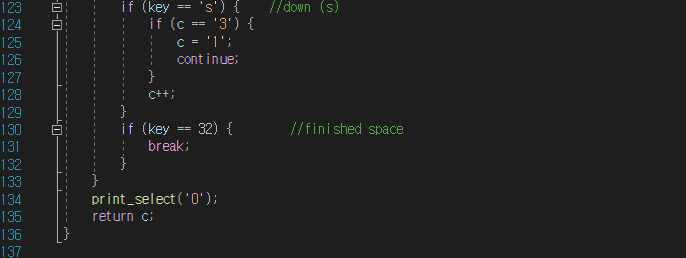 123 if (key == 's') { //down (s)
124 if (c == '3') {
125 c = '1';
126 continue;
127 }
128 c++;
129 }
130 if (key == 32) { //finished space
131 break;
132 }
133 }
134 print_select('0');
135 return c;
136 }
137